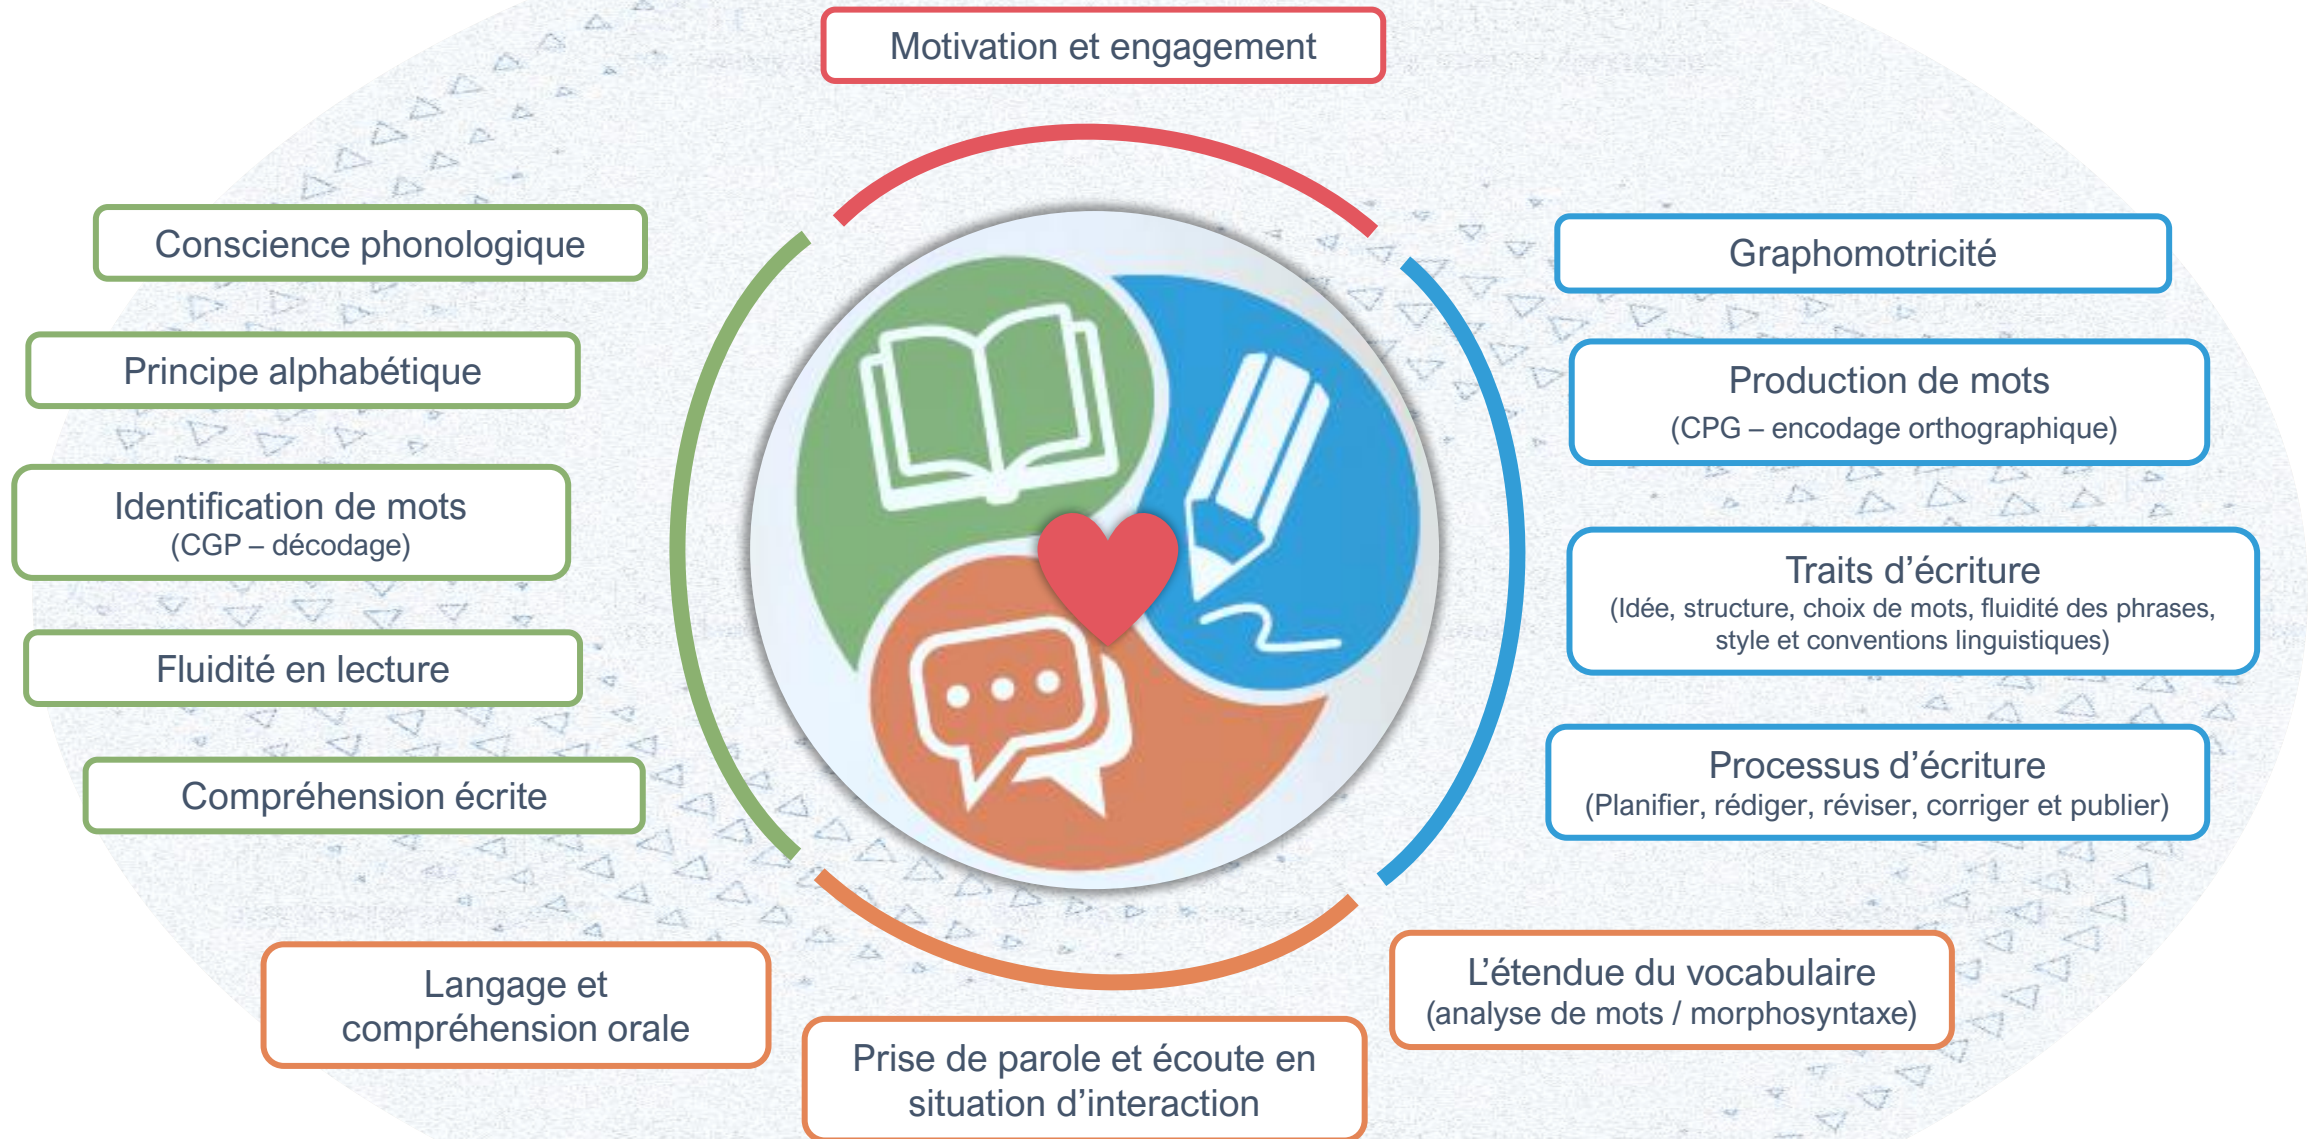 Motivation et engagement
Conscience phonologique
Principe alphabétique
Identification de mots
(CGP – décodage)
Fluidité en lecture
Compréhension écrite
Graphomotricité
Production de mots
(CPG – encodage orthographique)
Traits d’écriture
(Idée, structure, choix de mots, fluidité des phrases,
style et conventions linguistiques)
Processus d’écriture
(Planifier, rédiger, réviser, corriger et publier)
Langage et
compréhension orale
Prise de parole et écoute en
situation d’interaction
L’étendue du vocabulaire
(analyse de mots / morphosyntaxe)